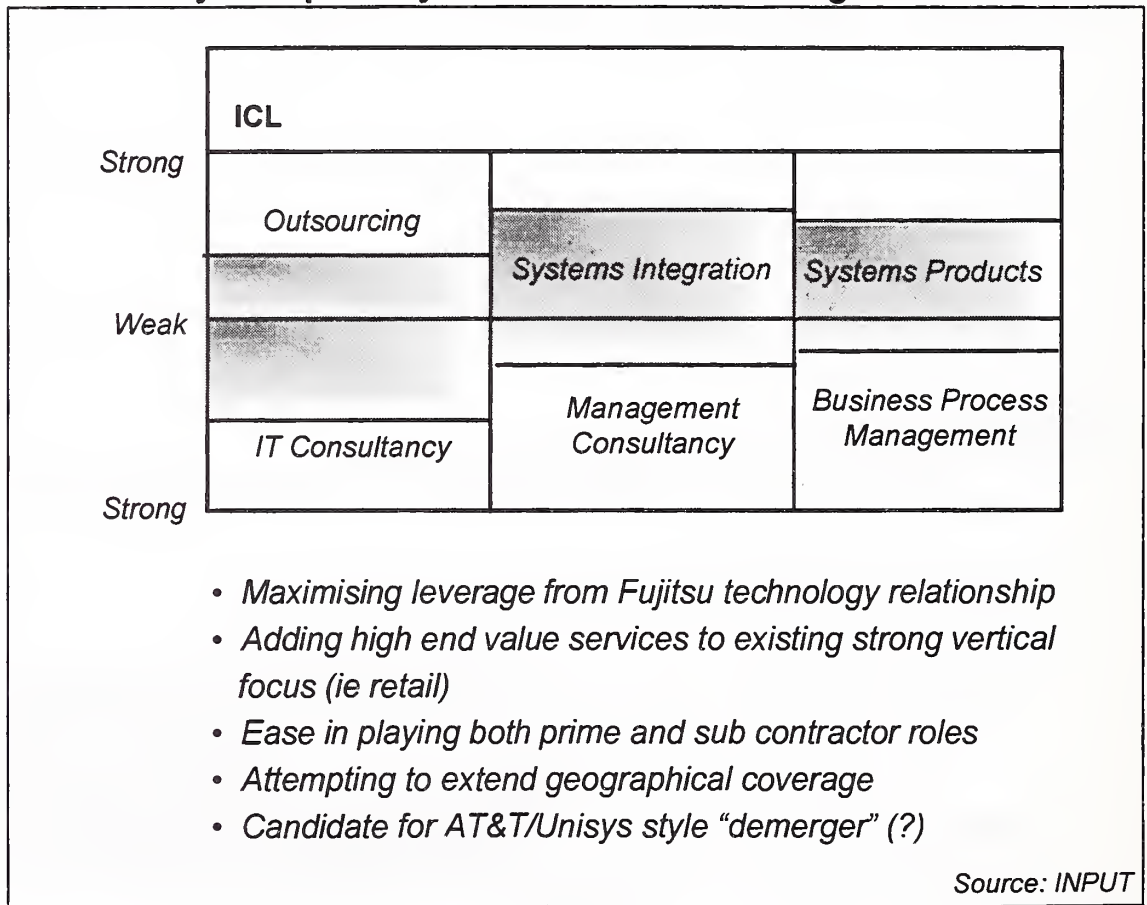 ICL
Strong
Outsourcing
Systems Integration
Systems Products
Weak
IT Consultancy
Management
Consultancy
Business Process
Management
Strong
• Maximising leverage from Fujitsu technology relationship
• Adding high end value services to existing strong vertical
focus (ie retail)
• Ease in playing both prime and sub contractor roles
• Attempting to extend geographical coverage
• Candidate for AT&T/Unisys style “demerger” (?)
Source: INPUT